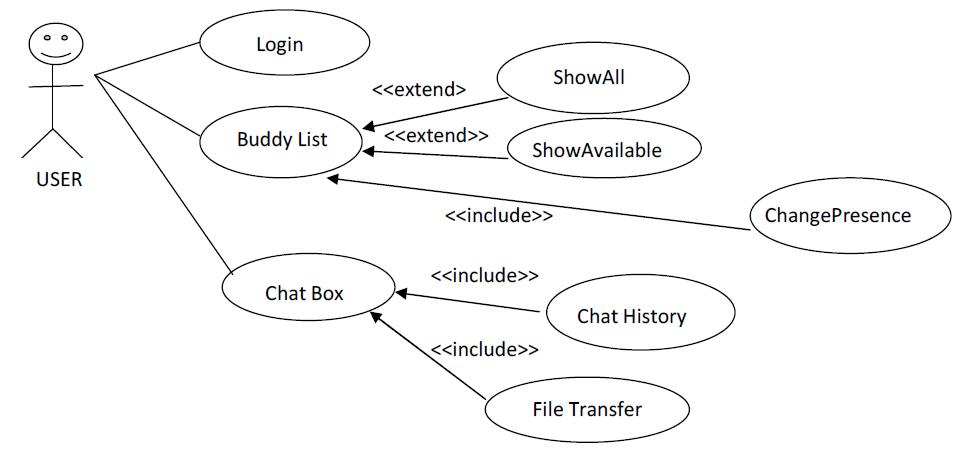 Login
ShowAll
<<extend>
Buddy List
<<extend>>
ShowAvailable
USER
<<include>>
ChangePresence
<<include>>
Chat Box
Chat History
<<include>>
File Transfer